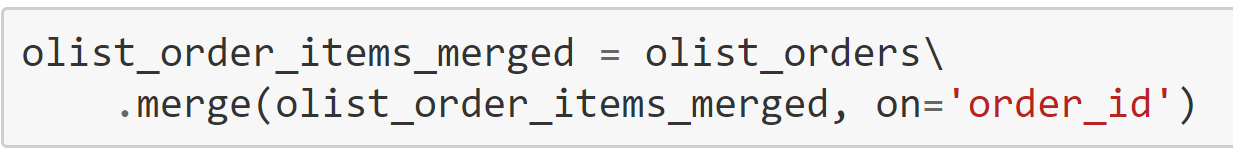 olist_order_items_merged = olist_orders\
.merge(olist_order_items_merged, on='order_id')